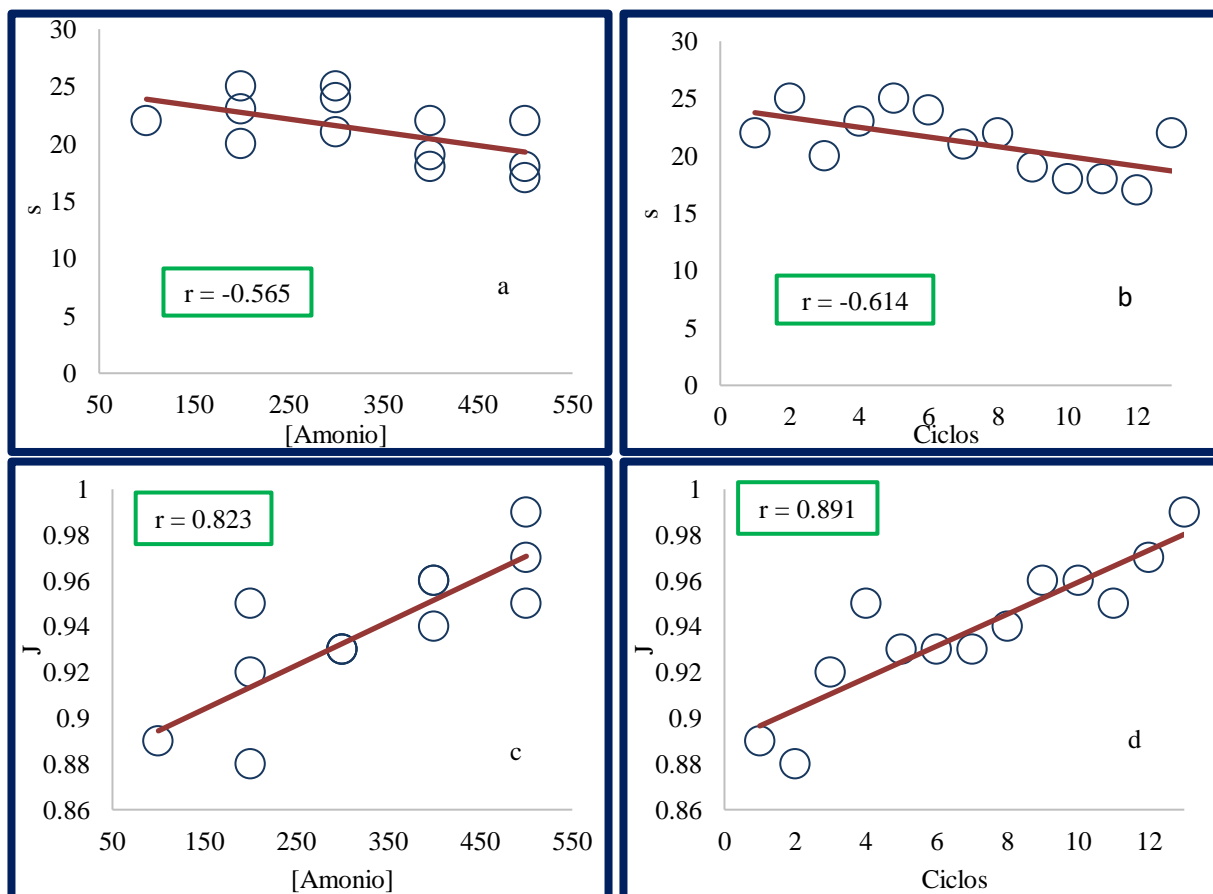 30
25
20
15
10
5
0
s
r = -0.565
a
50 150 250 350 450 550
[Amonio]
30
25
20
15
10
5
0
s
r = -0.614
b
0 2 4 6 8 10 12
Ciclos
1
0.98
0.96
0.94
0.92
0.9
0.88
0.86
J
r = 0.823
c
50 150 250 350 450 550
[Amonio]
1
0.98
0.96
0.94
0.92
0.9
0.88
0.86
J
r = 0.891
d
0 2 4 6 8 10 12
Ciclos